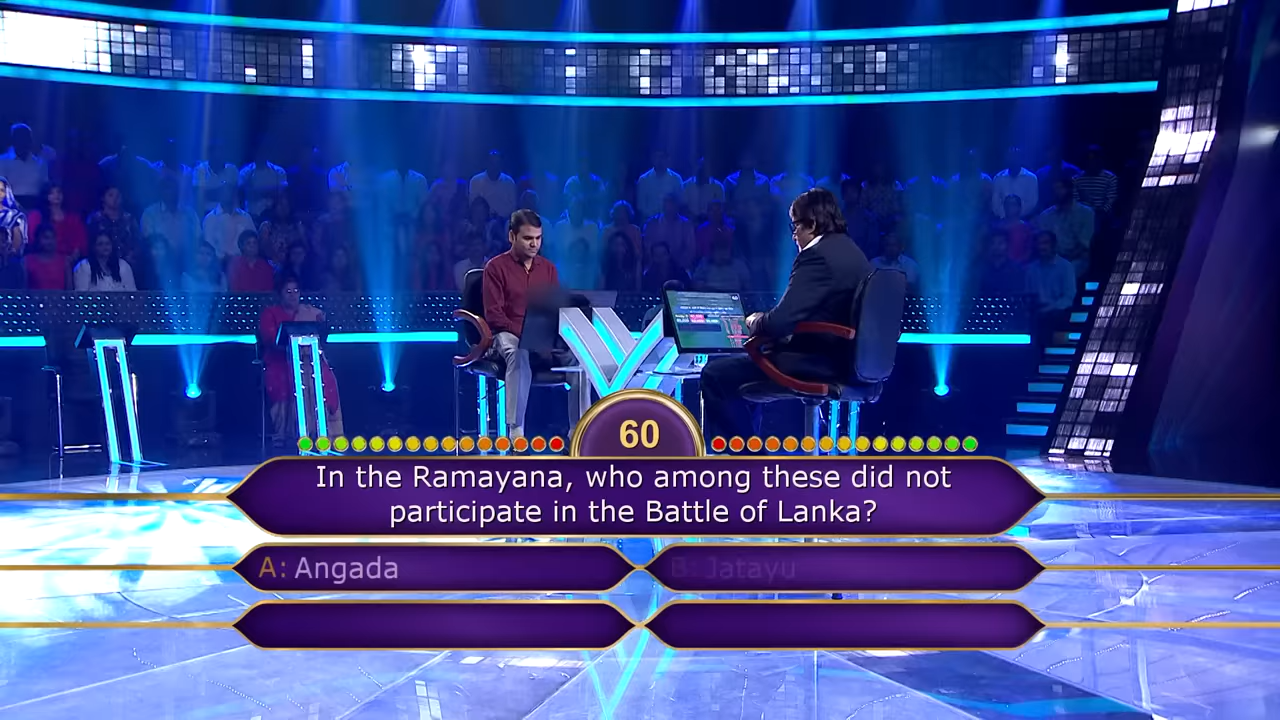 60
In the Ramayana, who among these did not
participate in the Battle of Lanka?
A: Angada
B: Jatayu